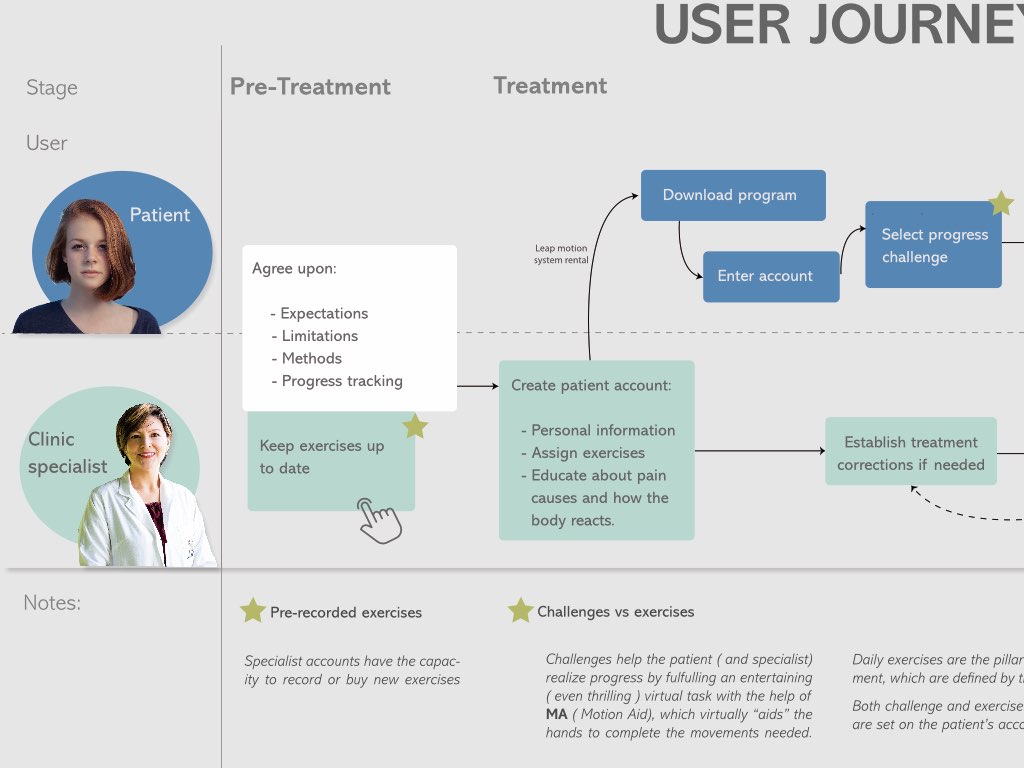 USER JOURNEY
Stage
Pre-Treatment
Treatment
User
Patient
Download program
Leap motion
system rental
Enter account
Select progress
challenge
Agree upon:
- Expectations
- Limitations
- Methods
- Progress tracking
Clinic
specialist
Keep exercises up
to date
Create patient account:
- Personal information
- Assign exercises
- Educate about pain
causes and how the
body reacts.
Establish treatment
corrections if needed
Notes:
Pre-recorded exercises
Specialist accounts have the capac-
ity to record or buy new exercises
Challenges vs exercises
Challenges help the patient ( and specialist)
realize progress by fulfulling an entertaining
( even thrilling ) virtual task with the help of
MA ( Motion Aid), which virtually “aids” the
hands to complete the movements needed.
Daily exercises are the pillar
ment, which are defined by
Both challenge and exercise
are set on the patient's